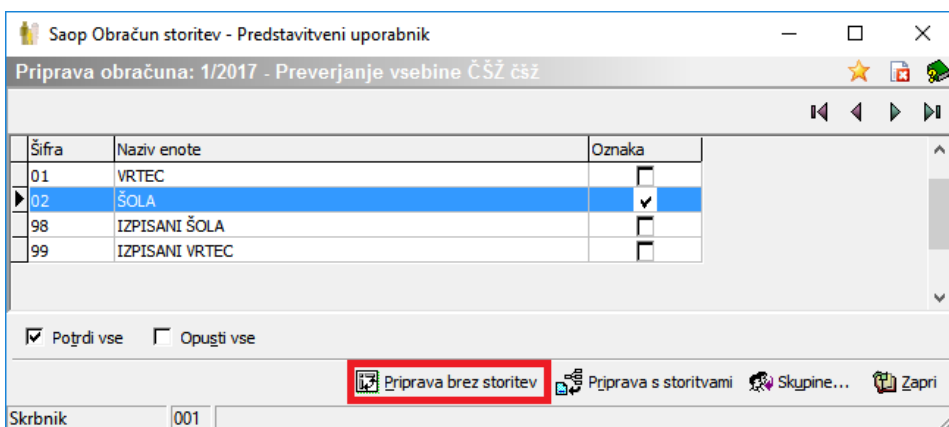 Saop Obračun storitev - Predstavitveni uporabnik
Priprava obračuna: 1/2017 - Preverjanje vsebine ČŠŽ čšž
Šifra Naziv enote Oznaka
01 VRTEC
02 ŠOLA
98 IZPISANI ŠOLA
99 IZPISANI VRTEC
Potrdi vse Opusti vse
Priprava brez storitev Priprava s storitvami Skupine... Zapri
Skrbnik 001